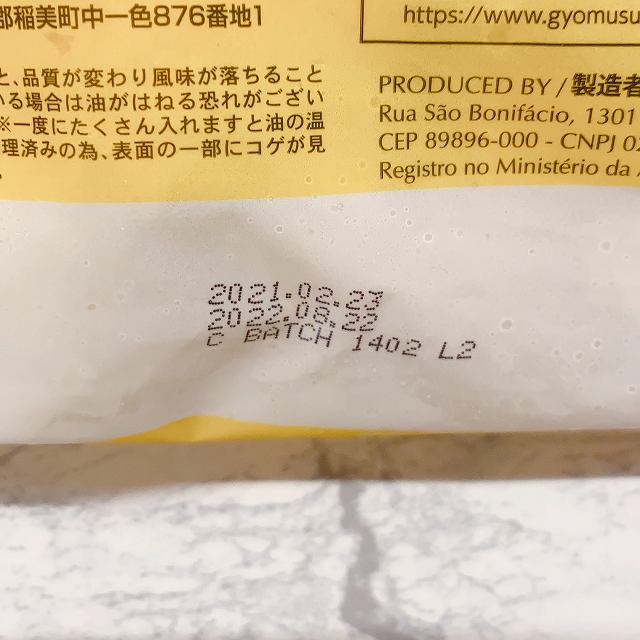 郡稲美町中一色876番地1
https://www.gyomusu
と、品質が変わり風味が落ちること
いる場合は油がはねる恐れがござい
※一度にたくさん入れますと油の温
理済みの為、表面の一部にコゲが見
PRODUCED BY / 製造者
Rua São Bonifácio, 1301
CEP 89896-000 - CNPJ 02
Registro no Ministério da A
2021.02.23
2022.08.22
C BATCH 1402 L2